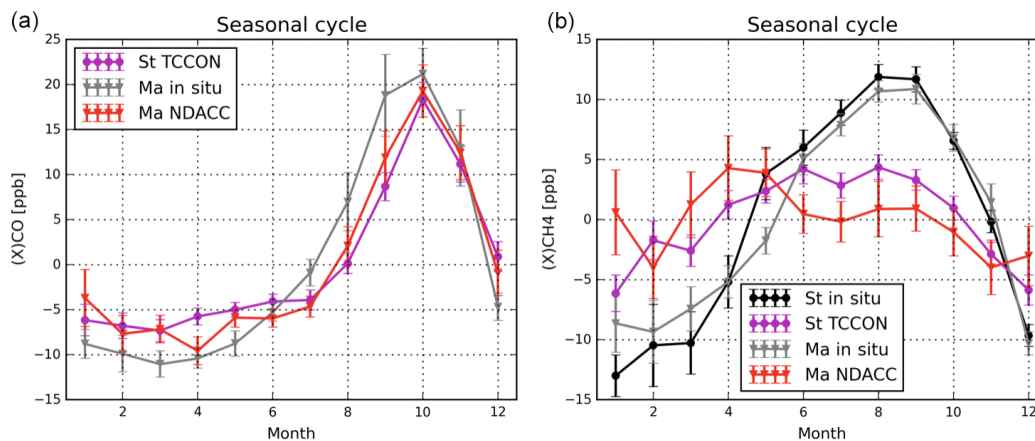 (a)
Seasonal cycle
25
20
15
10
5
0
−5
−10
−15
(X)CO [ppb]
St TCCON
Ma in situ
Ma NDACC
2 4 6 8 10 12
Month
(b)
Seasonal cycle
15
10
5
0
−5
−10
−15
(X)CH4 [ppb]
St in situ
St TCCON
Ma in situ
Ma NDACC
2 4 6 8 10 12
Month